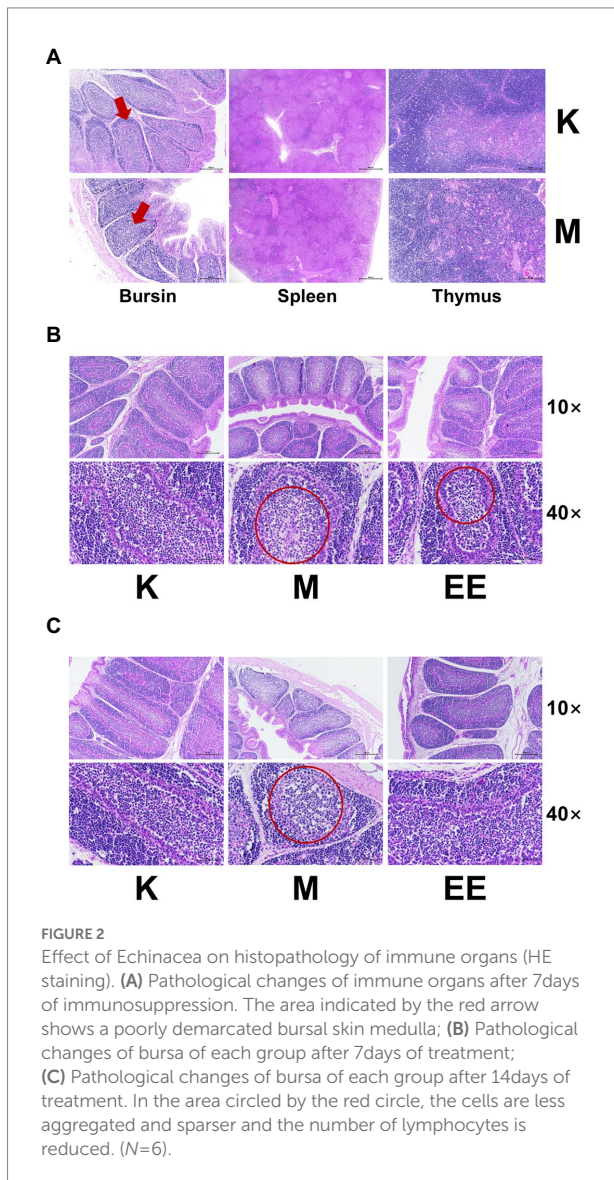 A
K
M
Bursin Spleen Thymus
B
10×
40×
K M EE
C
10×
40×
K M EE
FIGURE 2
Effect of Echinacea on histopathology of immune organs (HE
staining). (A) Pathological changes of immune organs after 7days
of immunosuppression. The area indicated by the red arrow
shows a poorly demarcated bursal skin medulla; (B) Pathological
changes of bursa of each group after 7days of treatment;
(C) Pathological changes of bursa of each group after 14days of
treatment. In the area circled by the red circle, the cells are less
aggregated and sparser and the number of lymphocytes is
reduced. (N=6).